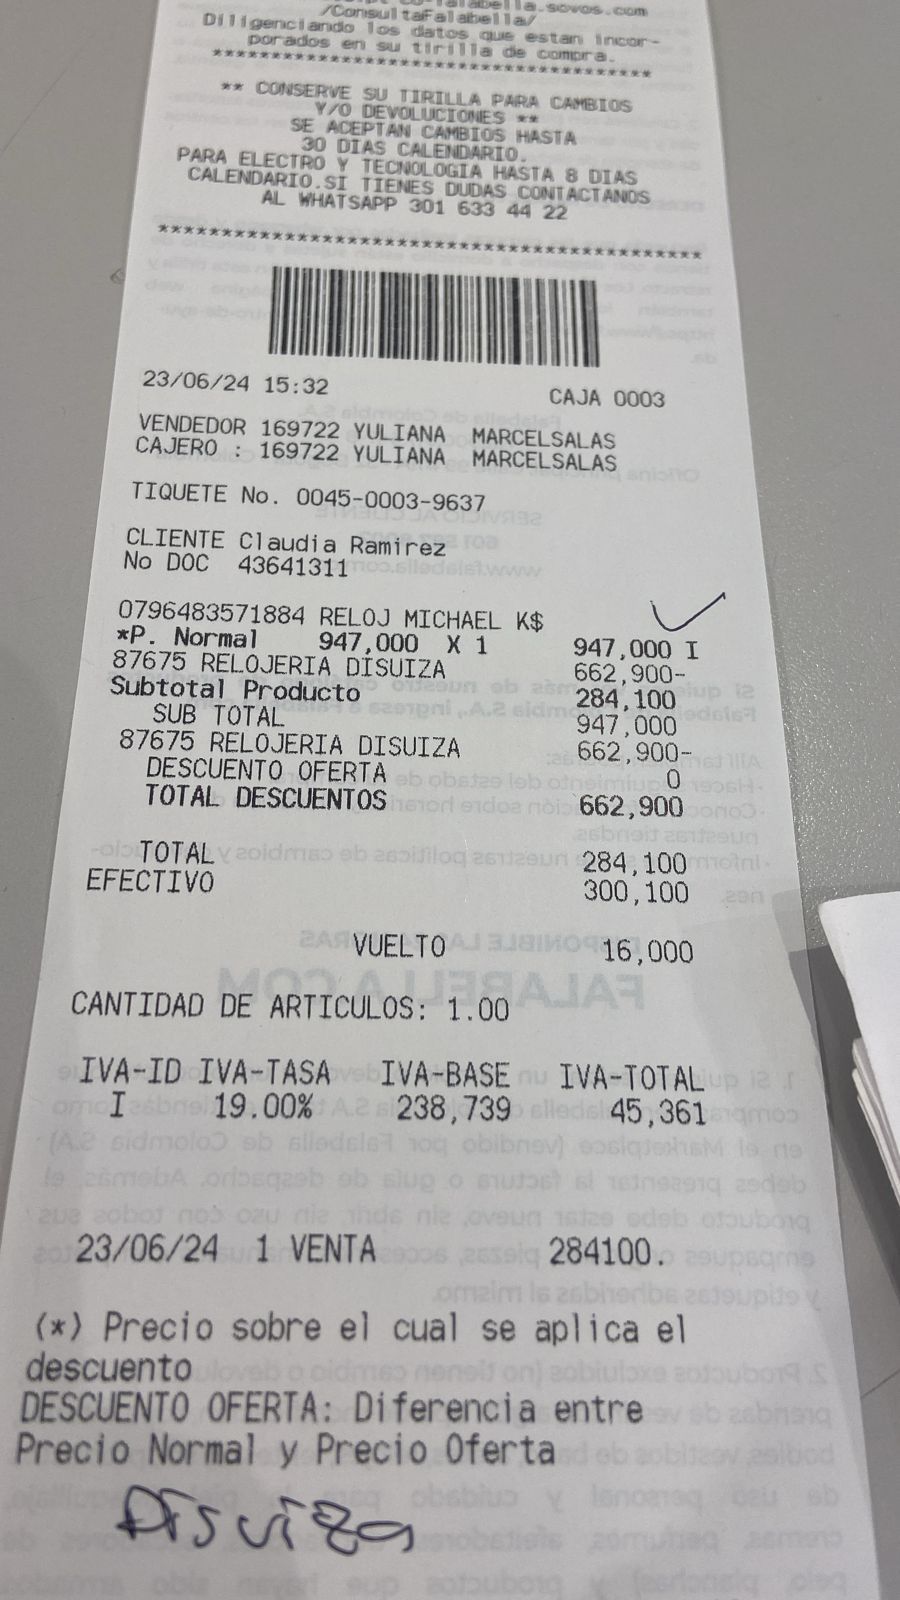 falabella.sovos.com
/ConsultaFalabella/
Diligenciando los datos que estan incor-
porados en su tirilla de compra.
****************************************
** CONSERVE SU TIRILLA PARA CAMBIOS
Y/O DEVOLUCIONES **
SE ACEPTAN CAMBIOS HASTA
30 DIAS CALENDARIO.
PARA ELECTRO Y TECNOLOGIA HASTA 8 DIAS
CALENDARIO.SI TIENES DUDAS CONTACTANOS
AL WHATSAPP 301 633 44 22
****************************************
23/06/24 15:32 CAJA 0003
VENDEDOR 169722 YULIANA MARCELSALAS
CAJERO : 169722 YULIANA MARCELSALAS
TIQUETE No. 0045-0003-9637
CLIENTE Claudia Ramirez
No DOC 43641311
0796483571884 RELOJ MICHAEL K$
*P. Normal 947,000 X 1 947,000 I
87675 RELOJERIA DISUIZA 662,900-
Subtotal Producto 284,100
SUB TOTAL 947,000
87675 RELOJERIA DISUIZA 662,900-
DESCUENTO OFERTA 0
TOTAL DESCUENTOS 662,900
TOTAL 284,100
EFECTIVO 300,100
VUELTO 16,000
CANTIDAD DE ARTICULOS: 1.00
IVA-ID IVA-TASA IVA-BASE IVA-TOTAL
I 19.00% 238,739 45,361
23/06/24 1 VENTA 284100.
(*) Precio sobre el cual se aplica el
descuento
DESCUENTO OFERTA: Diferencia entre
Precio Normal y Precio Oferta
Disuiza